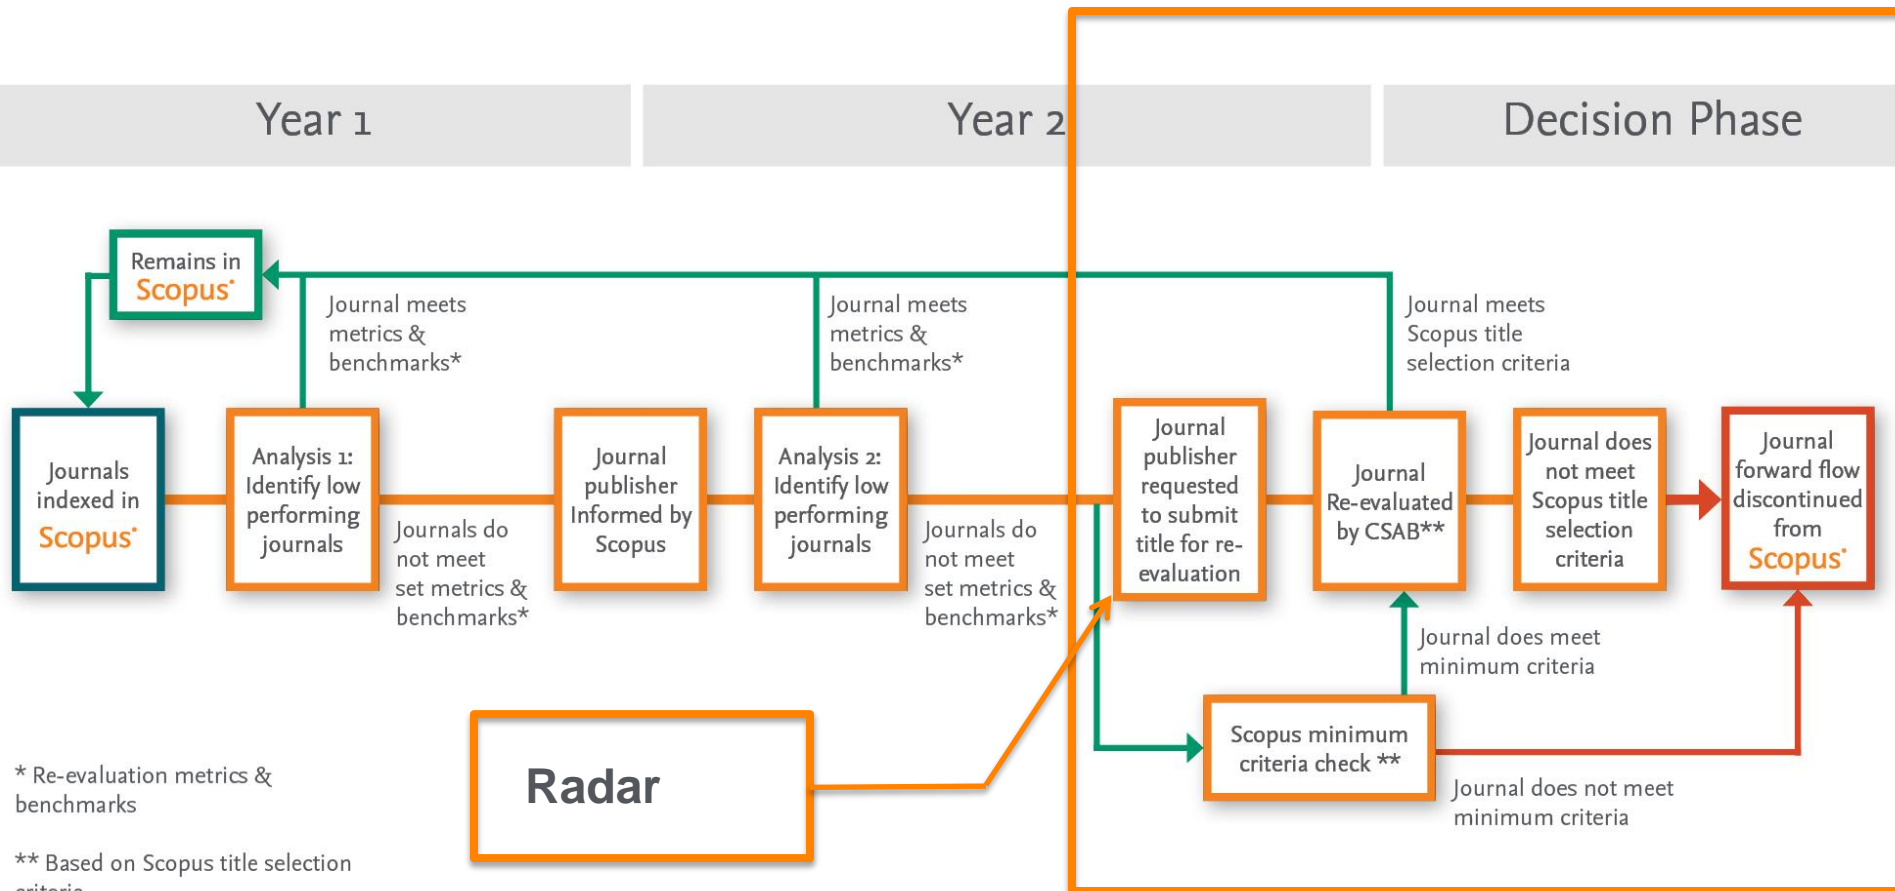 Year 1
Year 2
Decision Phase
Remains in
Scopus
Journal meets
metrics &
benchmarks*
Journal meets
metrics &
benchmarks*
Journal meets
Scopus title
selection criteria
Journals
indexed in
Scopus
Analysis 1:
Identify low
performing
journals
Journals do
not meet
set metrics &
benchmarks*
Journal
publisher
Informed by
Scopus
Analysis 2:
Identify low
performing
journals
Journals do
not meet
set metrics &
benchmarks*
Journal
publisher
requested
to submit
title for re-
evaluation
Journal
Re-evaluated
by CSAB**
Journal does
not meet
Scopus title
selection
criteria
Journal
forward flow
discontinued
from
Scopus
Journal does meet
minimum criteria
Scopus minimum
criteria check **
Journal does not meet
minimum criteria
Radar
* Re-evaluation metrics &
benchmarks
** Based on Scopus title selection
criteria